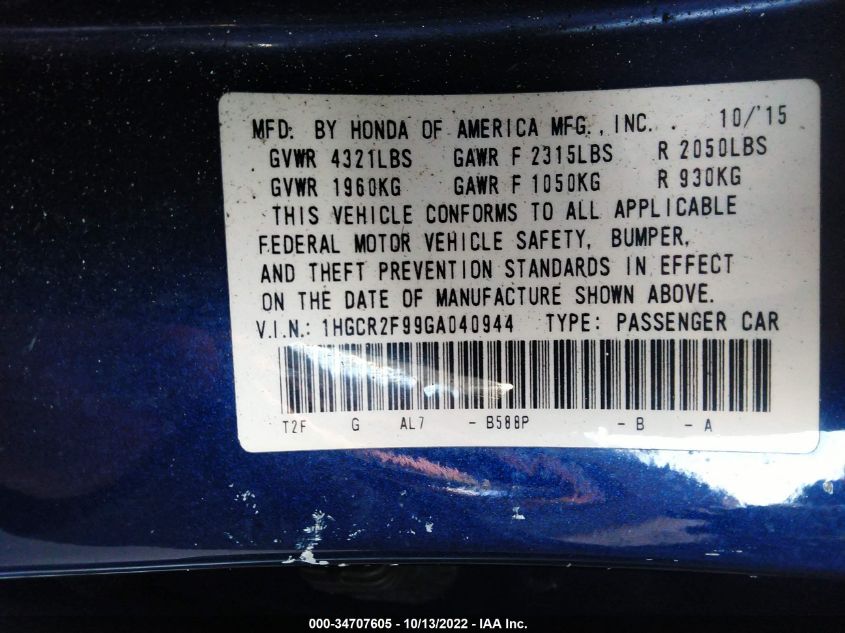 MFD. BY HONDA OF AMERICA MFG., INC. . 10/'15
GVWR 4321LBS GAWR F 2315LBS R 2050LBS
GVWR 1960KG GAWR F 1050KG R 930KG
THIS VEHICLE CONFORMS TO ALL APPLICABLE
FEDERAL MOTOR VEHICLE SAFETY, BUMPER,
AND THEFT PREVENTION STANDARDS IN EFFECT
ON THE DATE OF MANUFACTURE SHOWN ABOVE.
V.I.N.: 1HGCR2F99GA040944 TYPE: PASSENGER CAR
T2F G AL7 - B588P - B - A
000-34707605 - 10/13/2022 - IAA Inc.